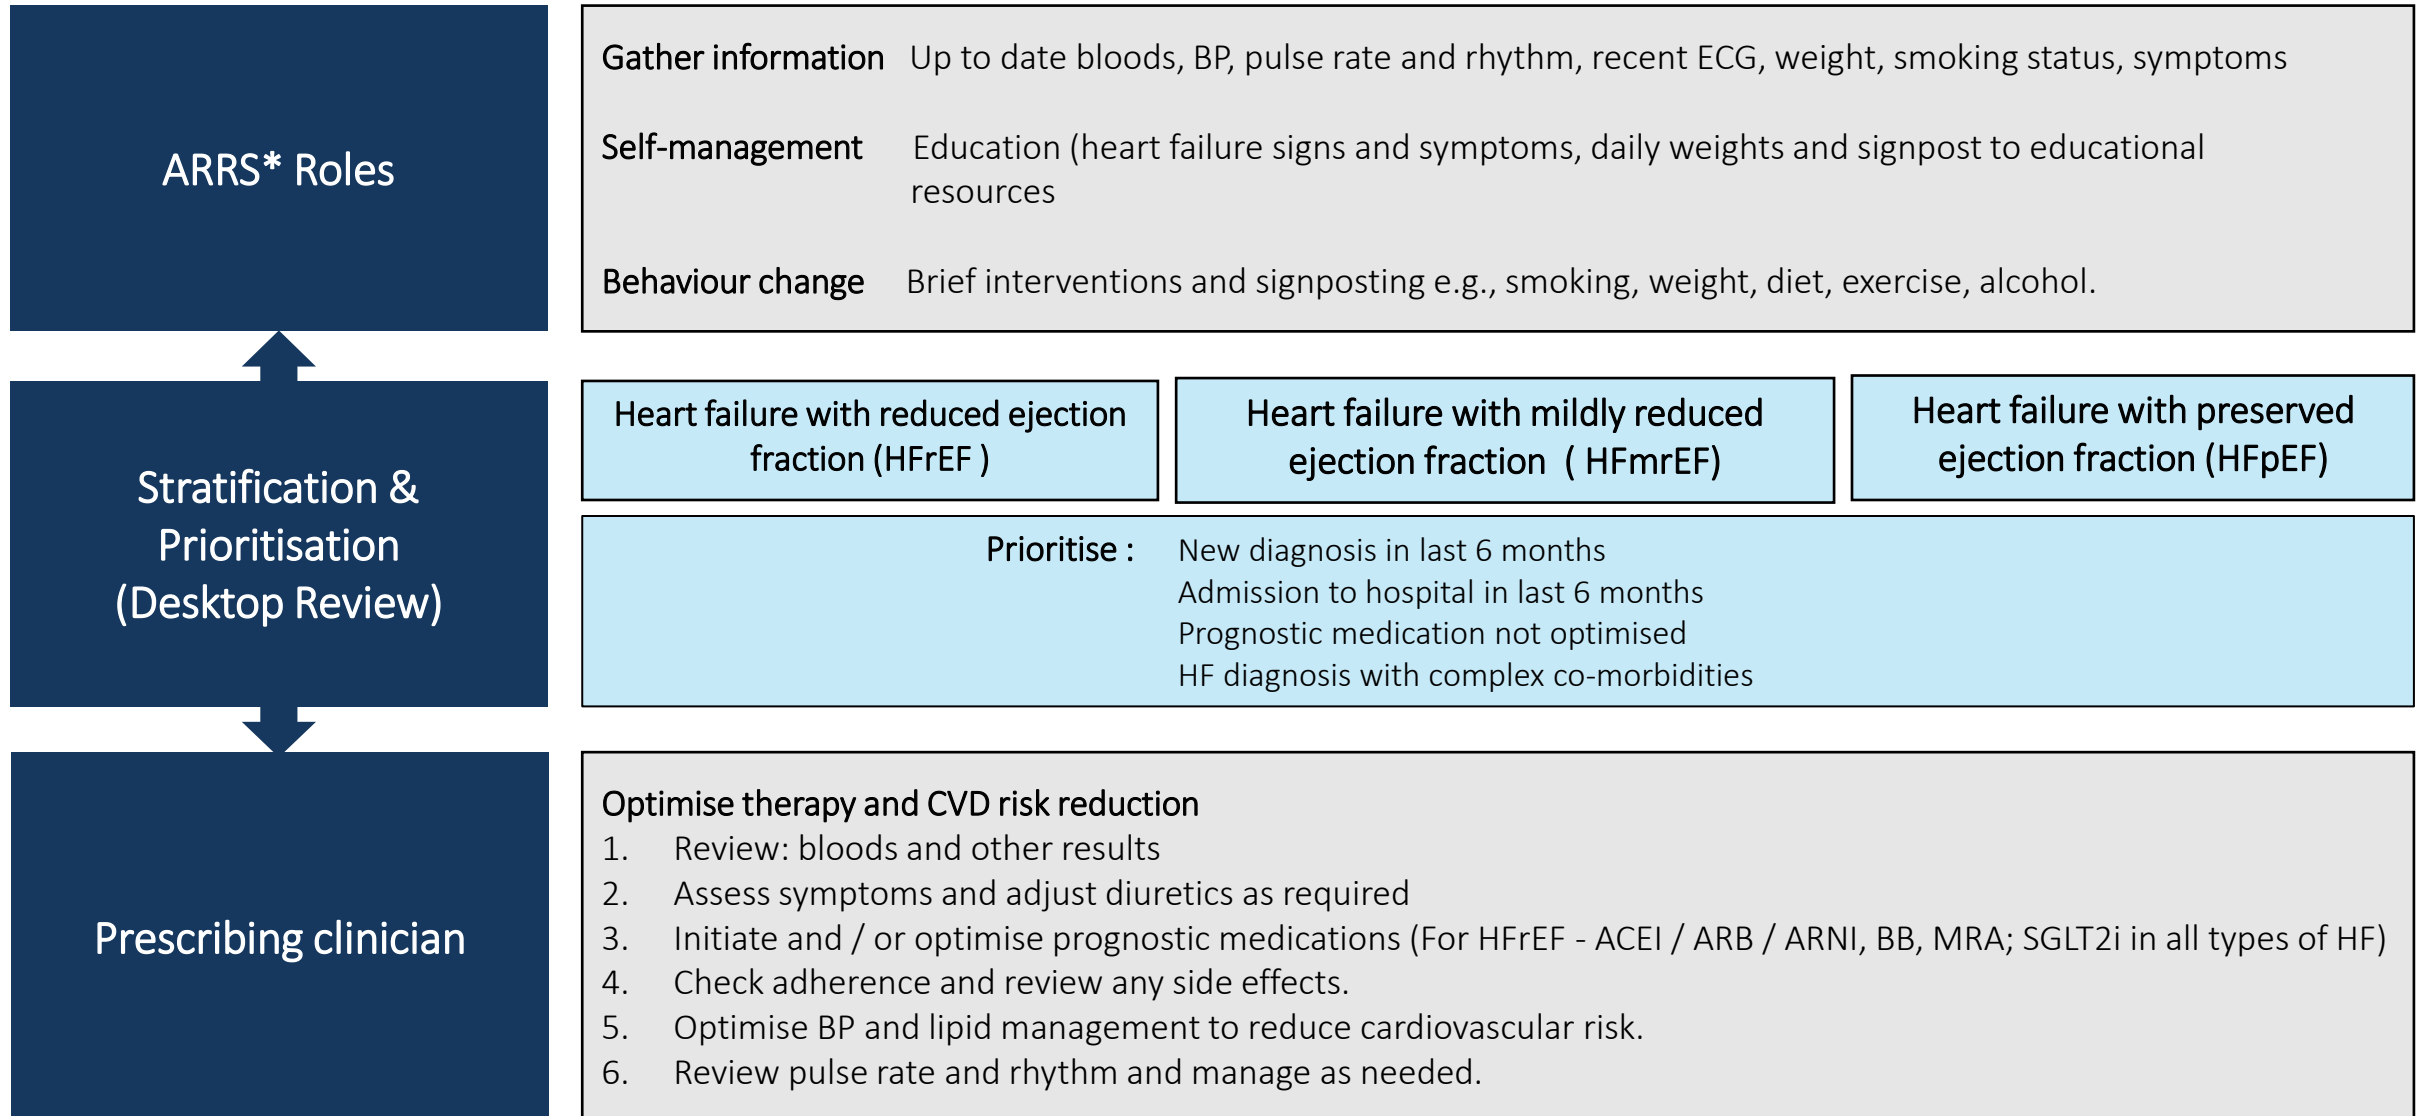 ARRS* Roles
Gather information Up to date bloods, BP, pulse rate and rhythm, recent ECG, weight, smoking status, symptoms
Self-management Education (heart failure signs and symptoms, daily weights and signpost to educational
resources
Behaviour change Brief interventions and signposting e.g., smoking, weight, diet, exercise, alcohol.
Stratification &
Prioritisation
(Desktop Review)
Heart failure with reduced ejection
fraction (HFrEF )
Heart failure with mildly reduced
ejection fraction ( HFmrEF)
Heart failure with preserved
ejection fraction (HFpEF)
Prioritise : New diagnosis in last 6 months
Admission to hospital in last 6 months
Prognostic medication not optimised
HF diagnosis with complex co-morbidities
Prescribing clinician
Optimise therapy and CVD risk reduction
1. Review: bloods and other results
2. Assess symptoms and adjust diuretics as required
3. Initiate and / or optimise prognostic medications (For HFrEF - ACEI / ARB / ARNI, BB, MRA; SGLT2i in all types of HF)
4. Check adherence and review any side effects.
5. Optimise BP and lipid management to reduce cardiovascular risk.
6. Review pulse rate and rhythm and manage as needed.